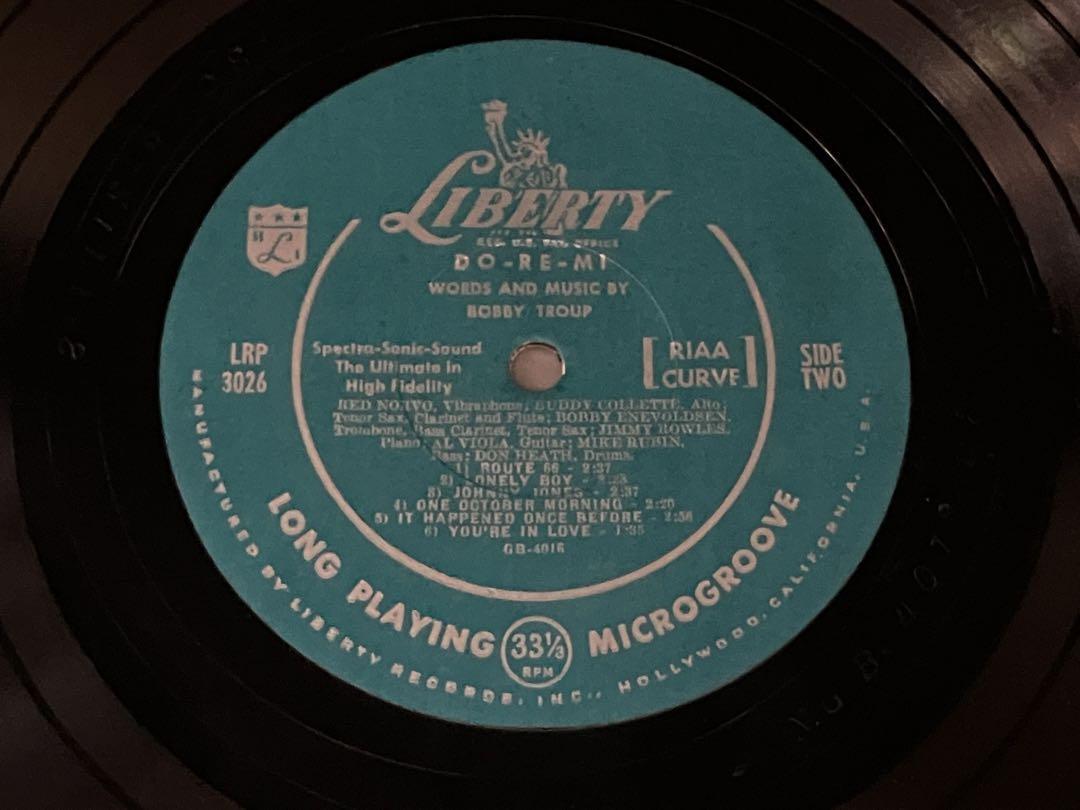 LIBERTY
REG. U.S. PAT. OFFICE
DO-RE-MI
WORDS AND MUSIC BY
BOBBY TROUP
Spectra-Sonic-Sound
The Ultimate in
High Fidelity
[RIAA
CURVE]
LRP
3026
SIDE
TWO
RED NORVO, Vibraphone; BUDDY COLLETTE, Alto,
Tenor Sax, Clarinet and Flute; BOBBY ENEVOLDSEN,
Trombone, Bass Clarinet, Tenor Sax; JIMMY ROWLES,
Piano; AL VIOLA, Guitar; MIKE RUBIN,
Bass; DON HEATH, Drums
1) ROUTE 66 - 2:37
2) LONELY BOY -
3) JOHNNY JONES - 2:37
4) ONE OCTOBER MORNING - 2:20
5) IT HAPPENED ONCE BEFORE -
6) YOU'RE IN LOVE - 1:35
GB-4016
LONG PLAYING 33⅓ RPM MICROGROOVE
MANUFACTURED BY LIBERTY RECORDS, INC., HOLLYWOOD, CALIFORNIA, U.S.A.